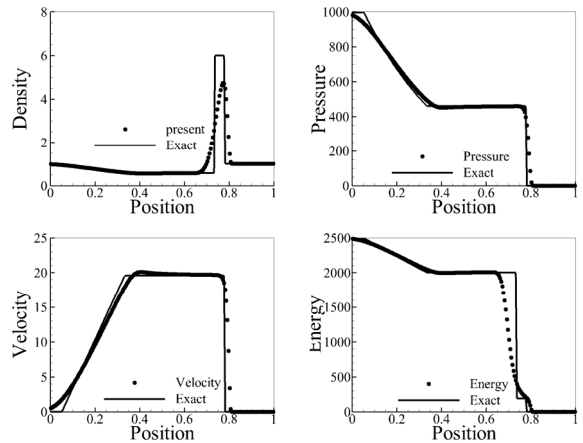 8
6
4
2
0
Density
present
Exact
0 0.2 0.4 0.6 0.8 1
Position
1000
800
600
400
200
0
Pressure
Pressure
Exact
0 0.2 0.4 0.6 0.8 1
Position
25
20
15
10
5
0
Velocity
Velocity
Exact
0 0.2 0.4 0.6 0.8 1
Position
2500
2000
1500
1000
500
0
Energy
Energy
Exact
0 0.2 0.4 0.6 0.8 1
Position